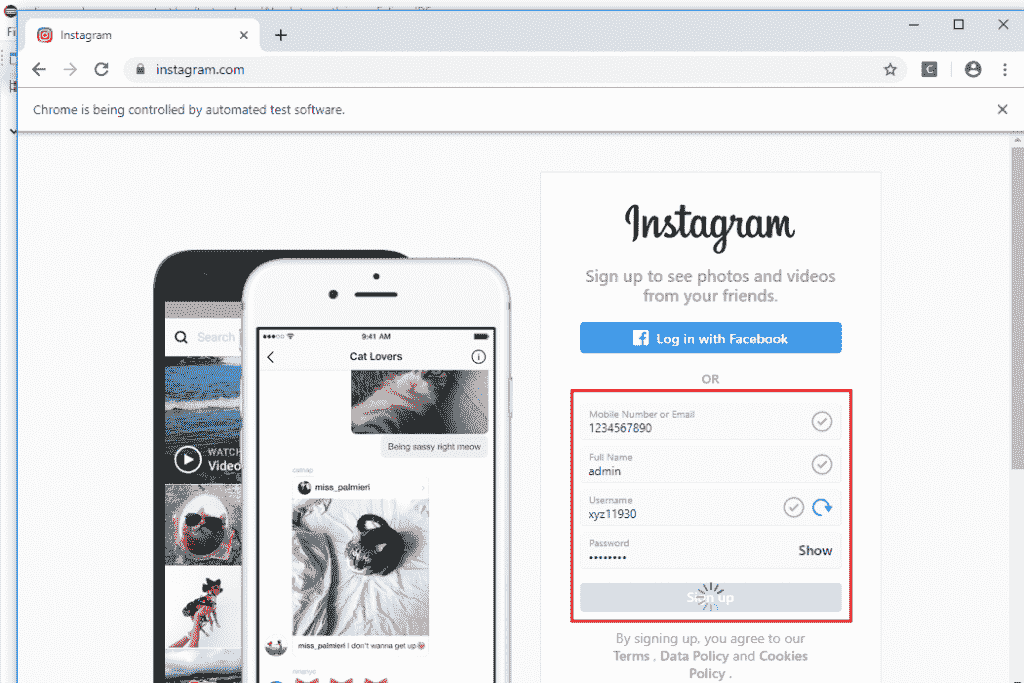 Instagram
instagram.com
C
Chrome is being controlled by automated test software.
Instagram
Sign up to see photos and videos
from your friends.
Log in with Facebook
OR
Mobile Number or Email
1234567890
Full Name
admin
Username
xyz11930
Password
Show
Sign up
By signing up, you agree to our
Terms , Data Policy and Cookies
Policy .
Search
WATCH
Video
9:41 AM
Cat Lovers
Being sassy right meow
miss_palmieri
miss_palmieri I don't wanna get up